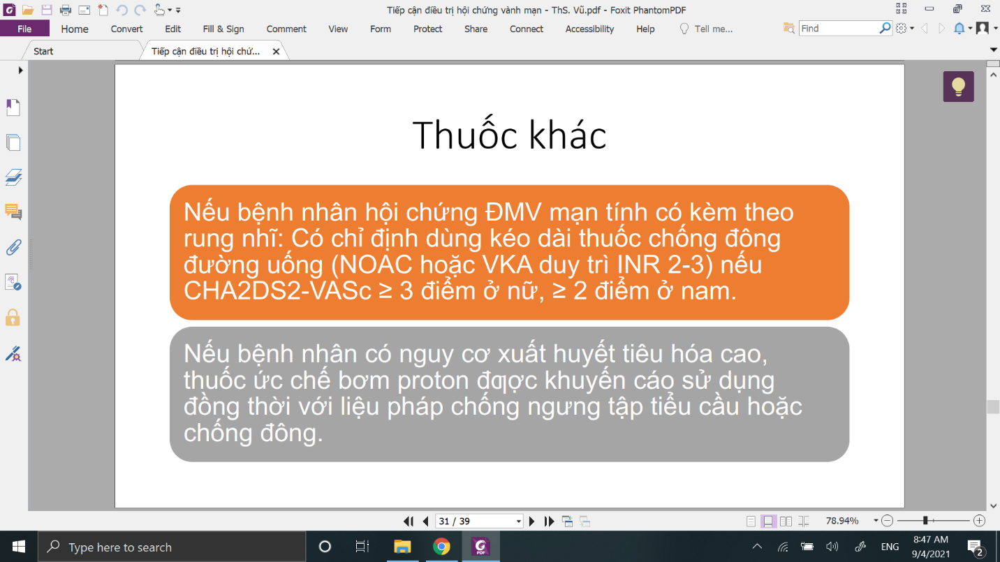 Tiếp cận điều trị hội chứng vành mạn - ThS. Vũ.pdf - Foxit PhantomPDF
File Home Convert Edit Fill & Sign Comment View Form Protect Share Connect Accessibility Help Tell me... Find
Start Tiếp cận điều trị hội chứ...
Thuốc khác
Nếu bệnh nhân hội chứng ĐMV mạn tính có kèm theo
rung nhĩ: Có chỉ định dùng kéo dài thuốc chống đông
đường uống (NOAC hoặc VKA duy trì INR 2-3) nếu
CHA2DS2-VASc ≥ 3 điểm ở nữ, ≥ 2 điểm ở nam.
Nếu bệnh nhân có nguy cơ xuất huyết tiêu hóa cao,
thuốc ức chế bơm proton đƣợc khuyến cáo sử dụng
đồng thời với liệu pháp chống ngưng tập tiểu cầu hoặc
chống đông.
31 / 39 78.94%
Type here to search PDF ENG 8:47 AM
9/4/2021 2